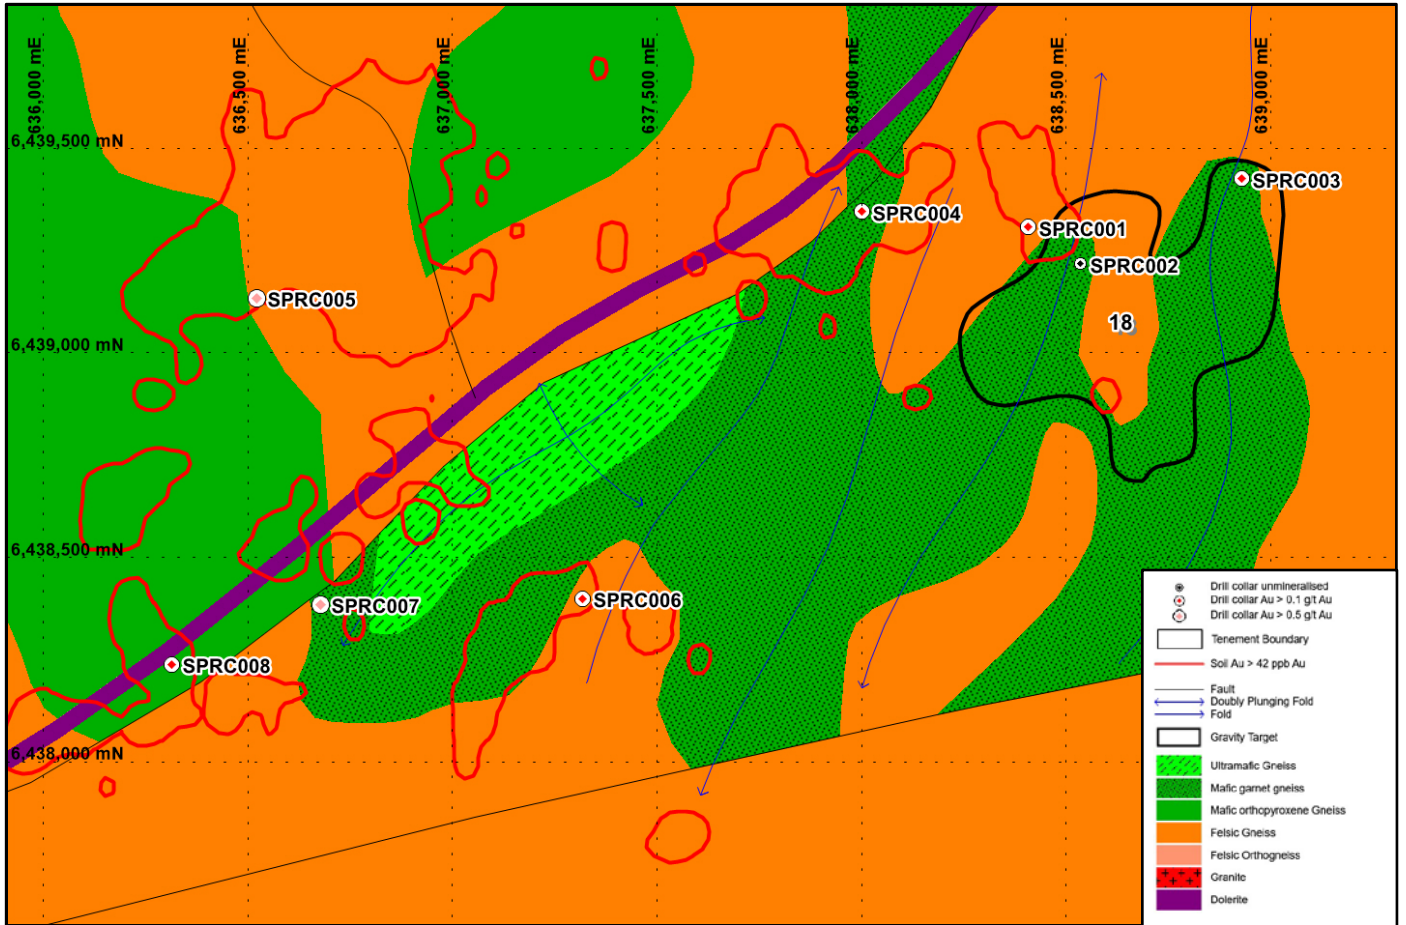 636,000 mE
636,500 mE
637,000 mE
637,500 mE
638,000 mE
638,500 mE
639,000 mE
6,439,500 mN
SPRC003
SPRC004
SPRC001
SPRC002
SPRC005
18
6,439,000 mN
6,438,500 mN
SPRC007
SPRC006
SPRC008
6,438,000 mN
Drill collar unmineralised
Drill collar Au > 0.1 g/t Au
Drill collar Au > 0.5 g/t Au
Tenement Boundary
Soil Au > 42 ppb Au
Fault
Doubly Plunging Fold
Fold
Gravity Target
Ultramafic Gneiss
Mafic garnet gneiss
Mafic orthopyroxene Gneiss
Felsic Gneiss
Felsic Orthogneiss
Granite
Dolerite